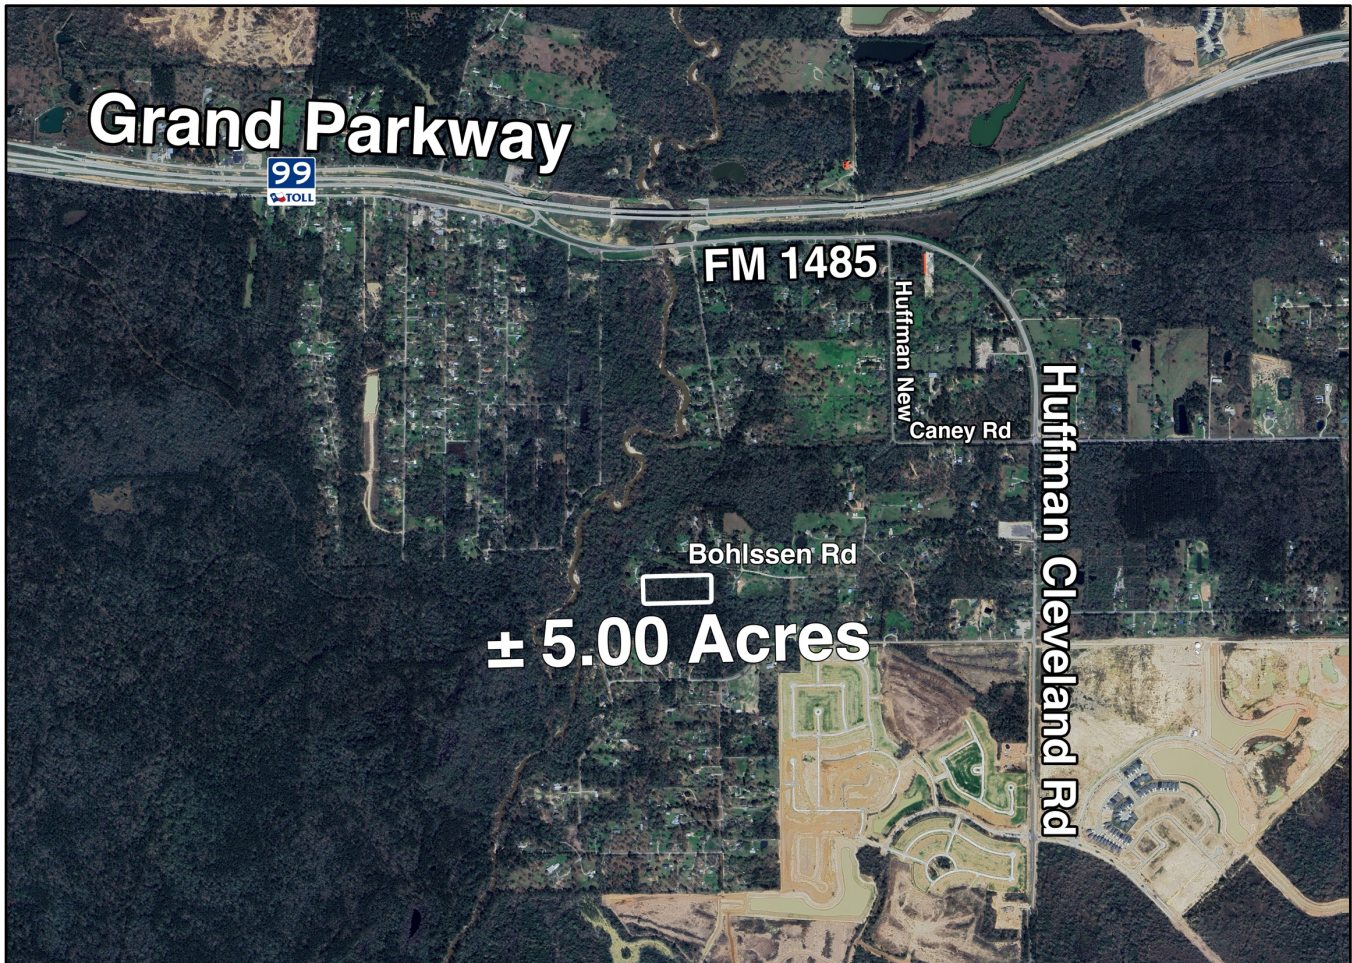 Grand Parkway
99
TOLL
FM 1485
Huffman New
Caney Rd
Huffman Cleveland Rd
Bohlssen Rd
± 5.00 Acres